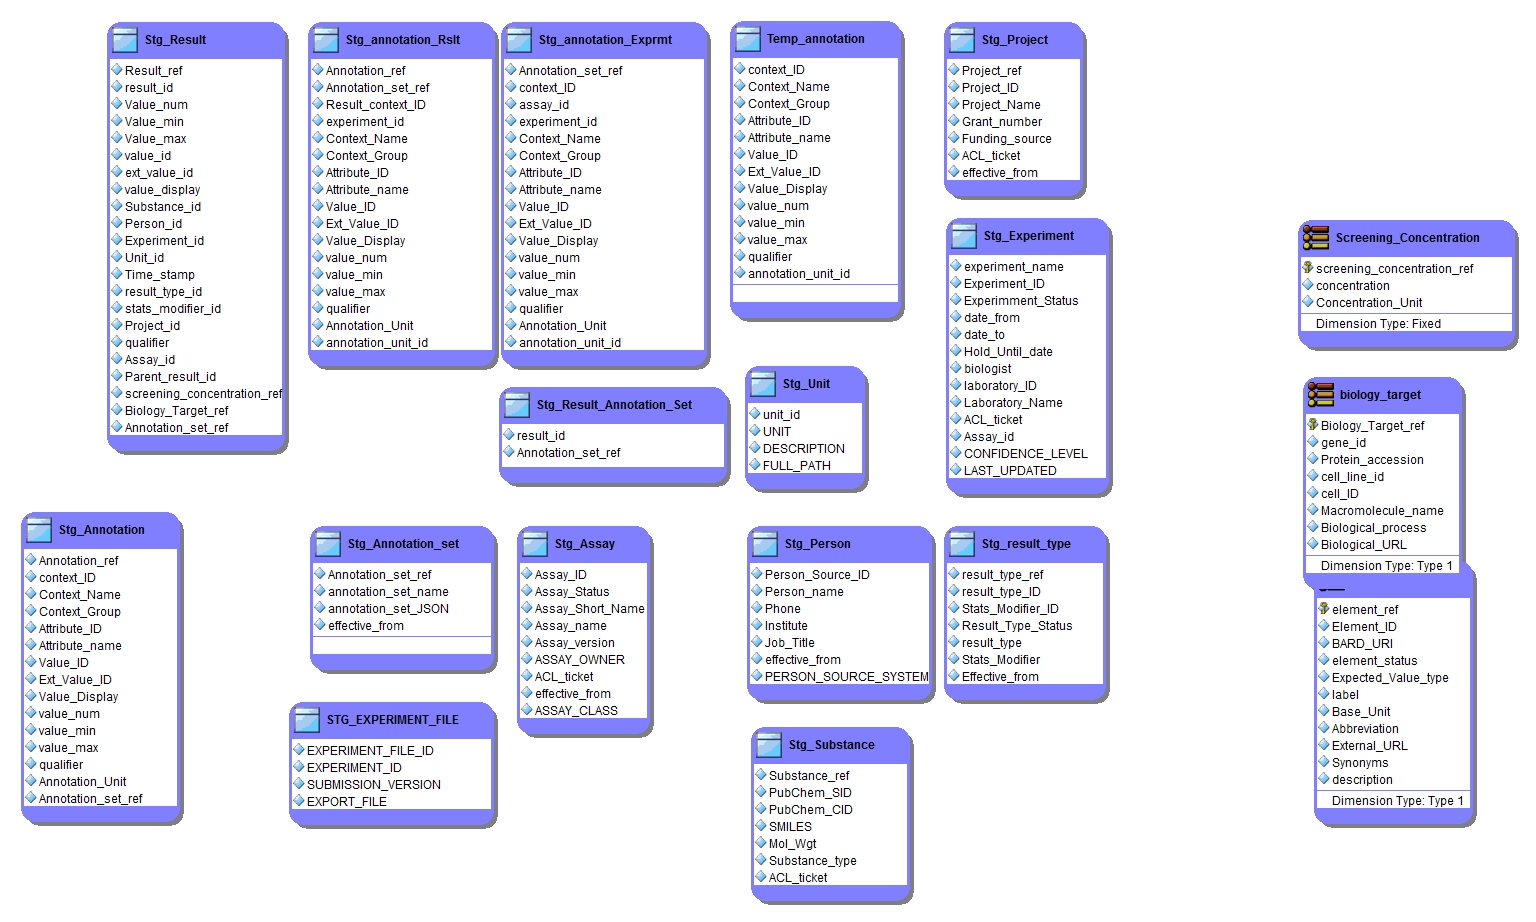 Stg_Result
Result_ref
result_id
Value_num
Value_min
Value_max
value_id
ext_value_id
value_display
Substance_id
Person_id
Experiment_id
Unit_id
Time_stamp
result_type_id
stats_modifier_id
Project_id
qualifier
Assay_id
Parent_result_id
screening_concentration_ref
Biology_Target_ref
Annotation_set_ref
Stg_annotation_Rslt
Annotation_ref
Annotation_set_ref
Result_context_ID
experiment_id
Context_Name
Context_Group
Attribute_ID
Attribute_name
Value_ID
Ext_Value_ID
Value_Display
value_num
value_min
value_max
qualifier
Annotation_Unit
annotation_unit_id
Stg_annotation_Exprmt
Annotation_set_ref
context_ID
assay_id
experiment_id
Context_Name
Context_Group
Attribute_ID
Attribute_name
Value_ID
Ext_Value_ID
Value_Display
value_num
value_min
value_max
qualifier
Annotation_Unit
annotation_unit_id
Temp_annotation
context_ID
Context_Name
Context_Group
Attribute_ID
Attribute_name
Value_ID
Ext_Value_ID
Value_Display
value_num
value_min
value_max
qualifier
annotation_unit_id
Stg_Project
Project_ref
Project_ID
Project_Name
Grant_number
Funding_source
ACL_ticket
effective_from
Stg_Experiment
experiment_name
Experiment_ID
Experimment_Status
date_from
date_to
Hold_Until_date
biologist
laboratory_ID
Laboratory_Name
ACL_ticket
Assay_id
CONFIDENCE_LEVEL
LAST_UPDATED
Screening_Concentration
screening_concentration_ref
concentration
Concentration_Unit
Dimension Type: Fixed
Stg_Result_Annotation_Set
result_id
Annotation_set_ref
Stg_Unit
unit_id
UNIT
DESCRIPTION
FULL_PATH
biology_target
Biology_Target_ref
gene_id
Protein_accession
cell_line_id
cell_ID
Macromolecule_name
Biological_process
Biological_URL
Dimension Type: Type 1
Stg_Annotation
Annotation_ref
context_ID
Context_Name
Context_Group
Attribute_ID
Attribute_name
Value_ID
Ext_Value_ID
Value_Display
value_num
value_min
value_max
qualifier
Annotation_Unit
Annotation_set_ref
Stg_Annotation_set
Annotation_set_ref
annotation_set_name
annotation_set_JSON
effective_from
Stg_Assay
Assay_ID
Assay_Status
Assay_Short_Name
Assay_name
Assay_version
ASSAY_OWNER
ACL_ticket
effective_from
ASSAY_CLASS
Stg_Person
Person_Source_ID
Person_name
Phone
Institute
Job_Title
effective_from
PERSON_SOURCE_SYSTEM
Stg_result_type
result_type_ref
result_type_ID
Stats_Modifier_ID
Result_Type_Status
result_type
Stats_Modifier
Effective_from
element_ref
Element_ID
BARD_URI
element_status
Expected_Value_type
label
Base_Unit
Abbreviation
External_URL
Synonyms
description
Dimension Type: Type 1
STG_EXPERIMENT_FILE
EXPERIMENT_FILE_ID
EXPERIMENT_ID
SUBMISSION_VERSION
EXPORT_FILE
Stg_Substance
Substance_ref
PubChem_SID
PubChem_CID
SMILES
Mol_Wgt
Substance_type
ACL_ticket